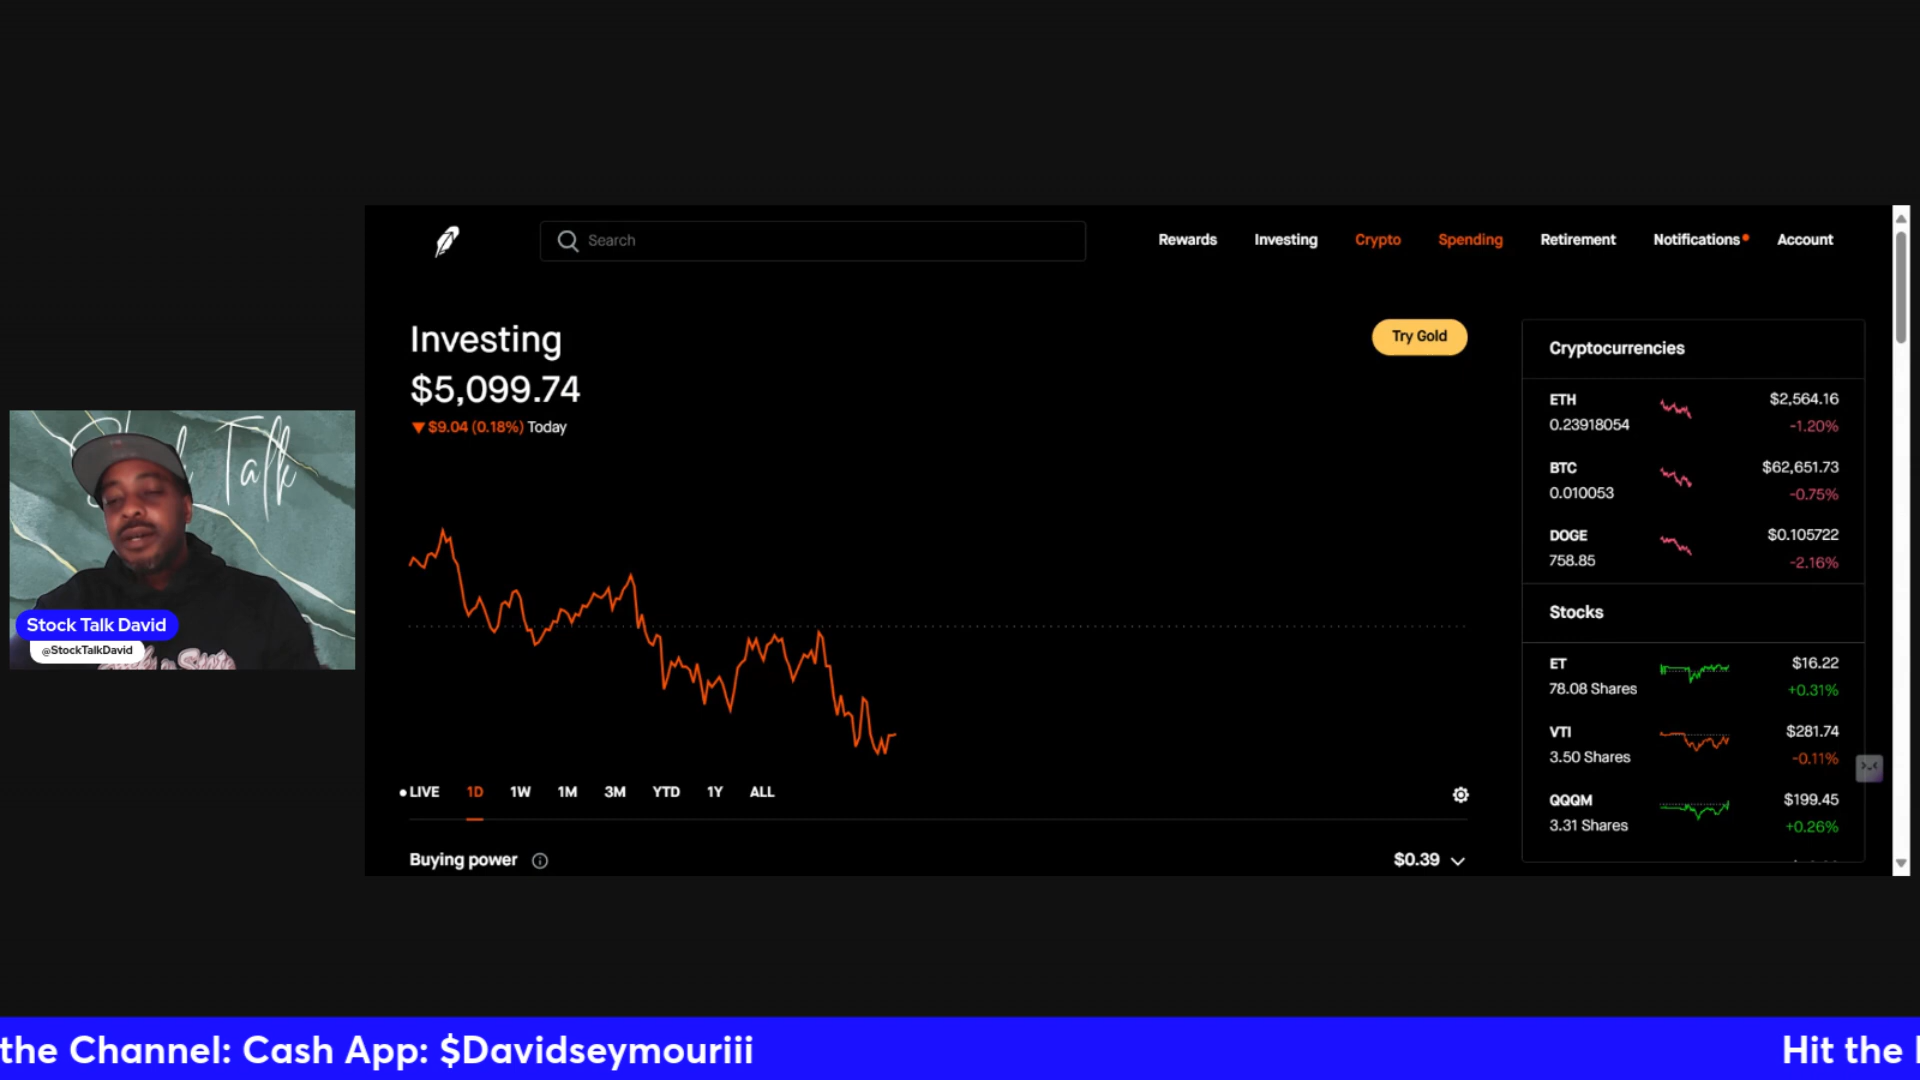 Search
Rewards
Investing
Crypto
Spending
Retirement
Notifications
Account
Investing
$5,099.74
$9.04 (0.18%) Today
Try Gold
LIVE
1D
1W
1M
3M
YTD
1Y
ALL
Buying power
$0.39
Cryptocurrencies
ETH
$2,564.16
0.23918054
-1.20%
BTC
$62,651.73
0.010053
-0.75%
DOGE
$0.105722
758.85
-2.16%
Stocks
ET
$16.22
78.08 Shares
+0.31%
VTI
$281.74
3.50 Shares
-0.11%
QQQM
$199.45
3.31 Shares
+0.26%
Talk
Stock Talk David
@StockTalkDavid
the Channel: Cash App: $Davidseymouriii
Hit the